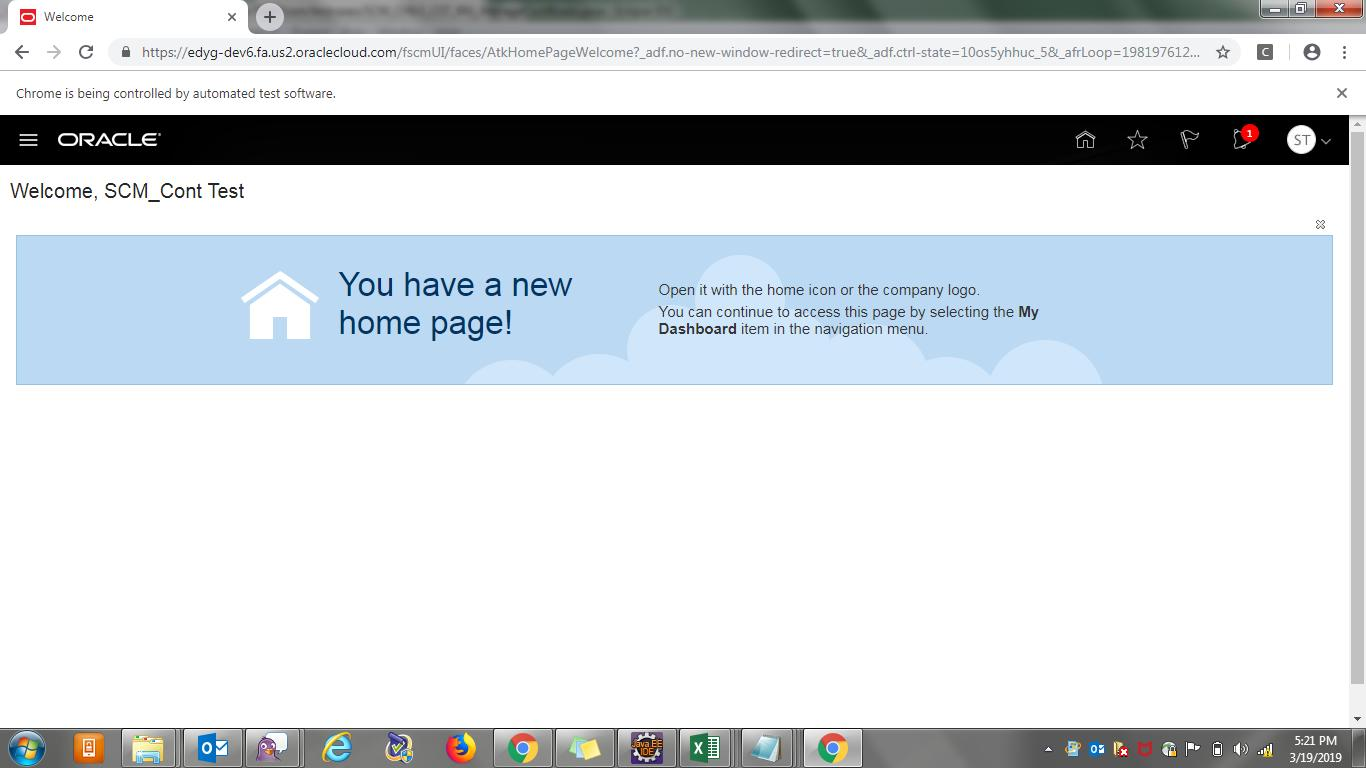 Welcome
https://edyg-dev6.fa.us2.oraclecloud.com/fscmUI/faces/AtkHomePageWelcome?_adf.no-new-window-redirect=true&_adf.ctrl-state=10os5yhhuc_5&_afrLoop=198197612...
C
Chrome is being controlled by automated test software.
ORACLE
1
ST
Welcome, SCM_Cont Test
You have a new
home page!
Open it with the home icon or the company logo.
You can continue to access this page by selecting the My
Dashboard item in the navigation menu.
Java EE
IDE
5:21 PM
3/19/2019